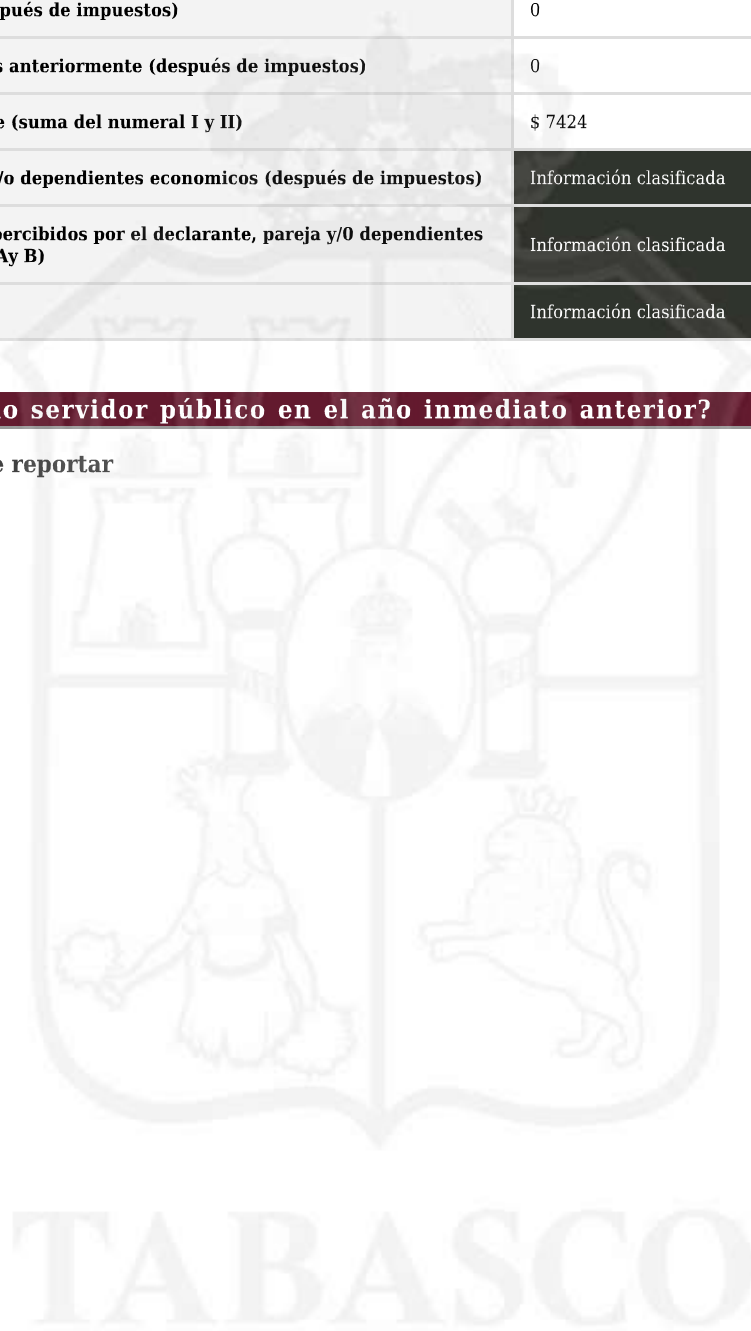 pués de impuestos)
0
s anteriormente (después de impuestos)
0
e (suma del numeral I y II)
$ 7424
/o dependientes economicos (después de impuestos)
Información clasificada
percibidos por el declarante, pareja y/0 dependientes
Ay B)
Información clasificada
Información clasificada
o servidor público en el año inmediato anterior?
e reportar
TABASCO